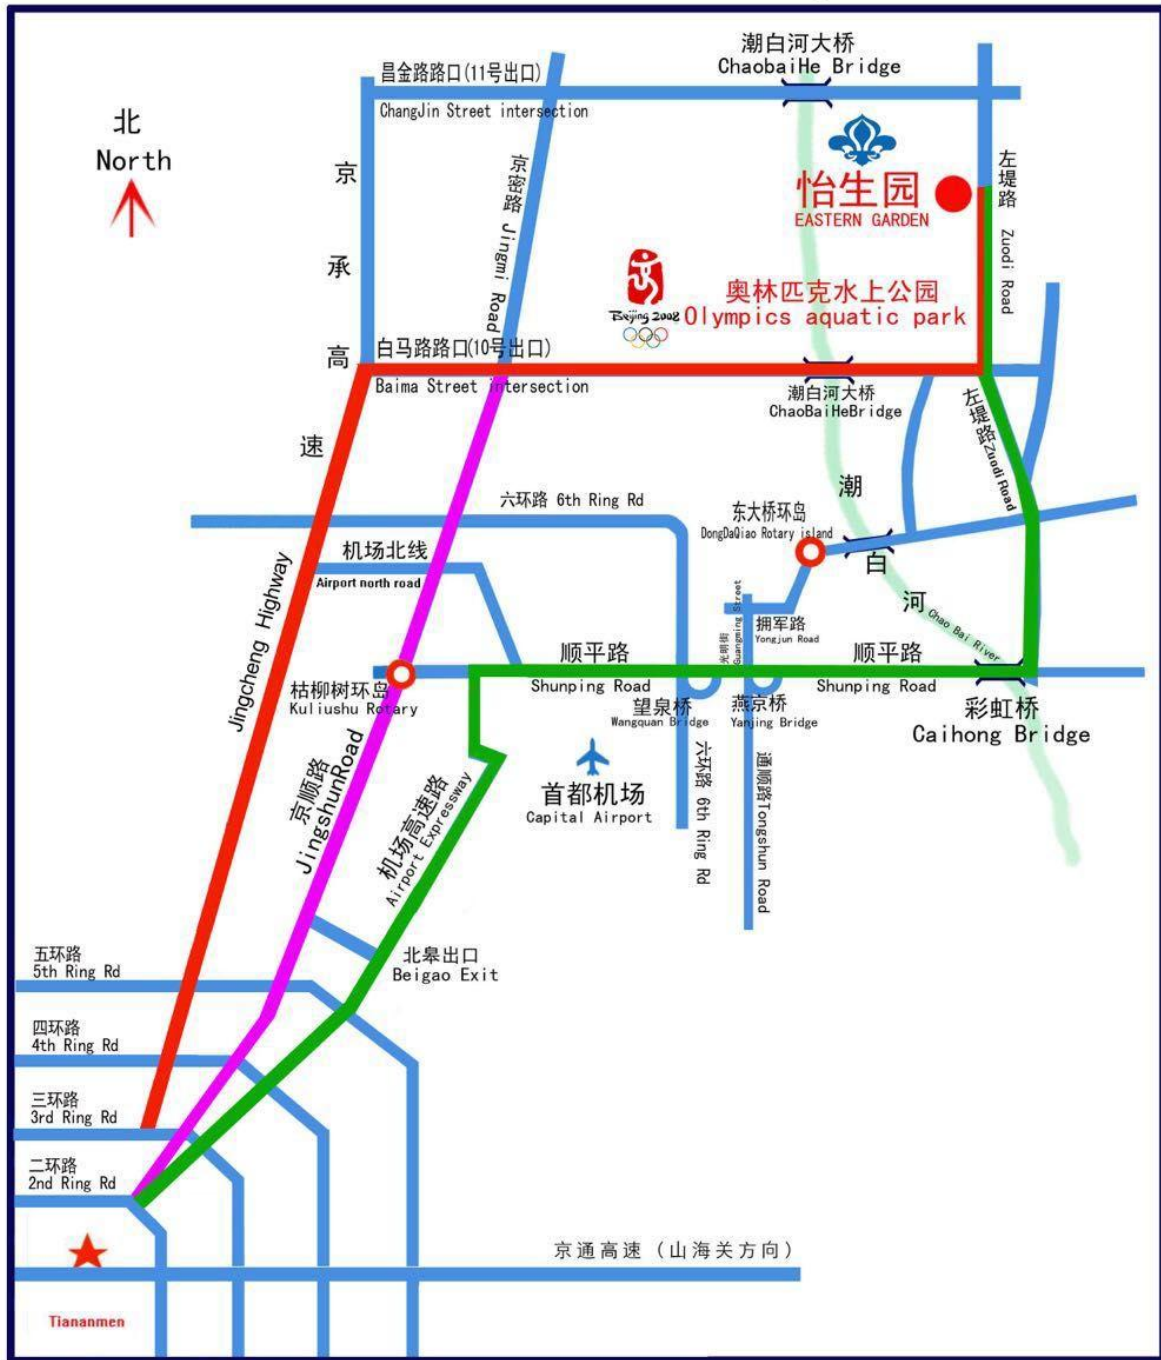 潮白河大桥
ChaobaiHe Bridge
昌金路路口(11号出口)
ChangJin Street intersection
北
North
京承高速
Jingcheng Highway
京密路 Jingmi Road
怡生园
EASTERN GARDEN
左堤路 Zuodi Road
奥林匹克水上公园
Olympics aquatic park
Beijing 2008
白马路路口(10号出口)
Baima Street intersection
潮白河大桥
ChaoBaiHeBridge
左堤路Zuodi Road
六环路 6th Ring Rd
东大桥环岛
DongDaQiao Rotary island
潮白河
Chao Bai River
机场北线
Airport north road
光明街
Guangming Street
拥军路
Yongjun Road
顺平路
Shunping Road
顺平路
Shunping Road
枯柳树环岛
Kuliushu Rotary
望泉桥
Wangquan Bridge
燕京桥
Yanjing Bridge
彩虹桥
Caihong Bridge
京顺路
JingshunRoad
机场高速路
Airport Expressway
首都机场
Capital Airport
六环路 6th Ring Rd
通顺路Tongshun Road
北皋出口
Beigao Exit
五环路
5th Ring Rd
四环路
4th Ring Rd
三环路
3rd Ring Rd
二环路
2nd Ring Rd
京通高速（山海关方向）
Tiananmen